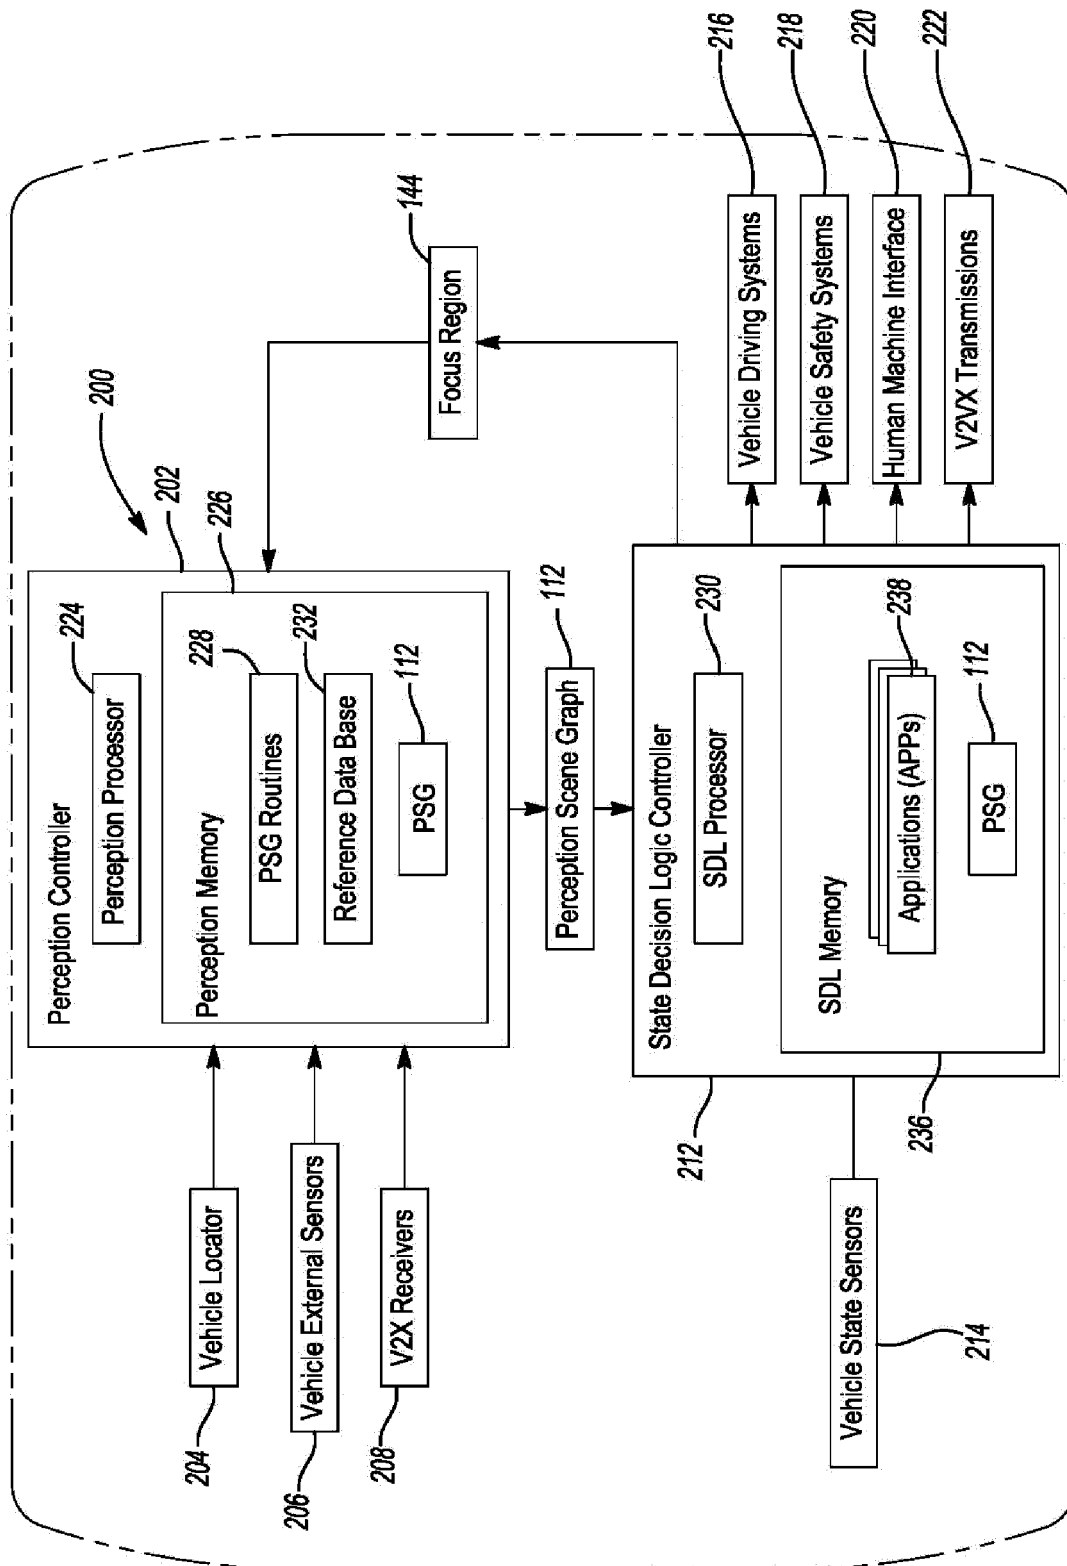 200
Perception Controller
202
Perception Processor
224
Perception Memory
226
PSG Routines
228
Reference Data Base
232
PSG
112
Vehicle Locator
204
Vehicle External Sensors
206
V2X Receivers
208
Focus Region
144
Perception Scene Graph
112
State Decision Logic Controller
212
SDL Processor
230
SDL Memory
236
Applications (APPs)
238
PSG
112
Vehicle State Sensors
214
Vehicle Driving Systems
216
Vehicle Safety Systems
218
Human Machine Interface
220
V2VX Transmissions
222